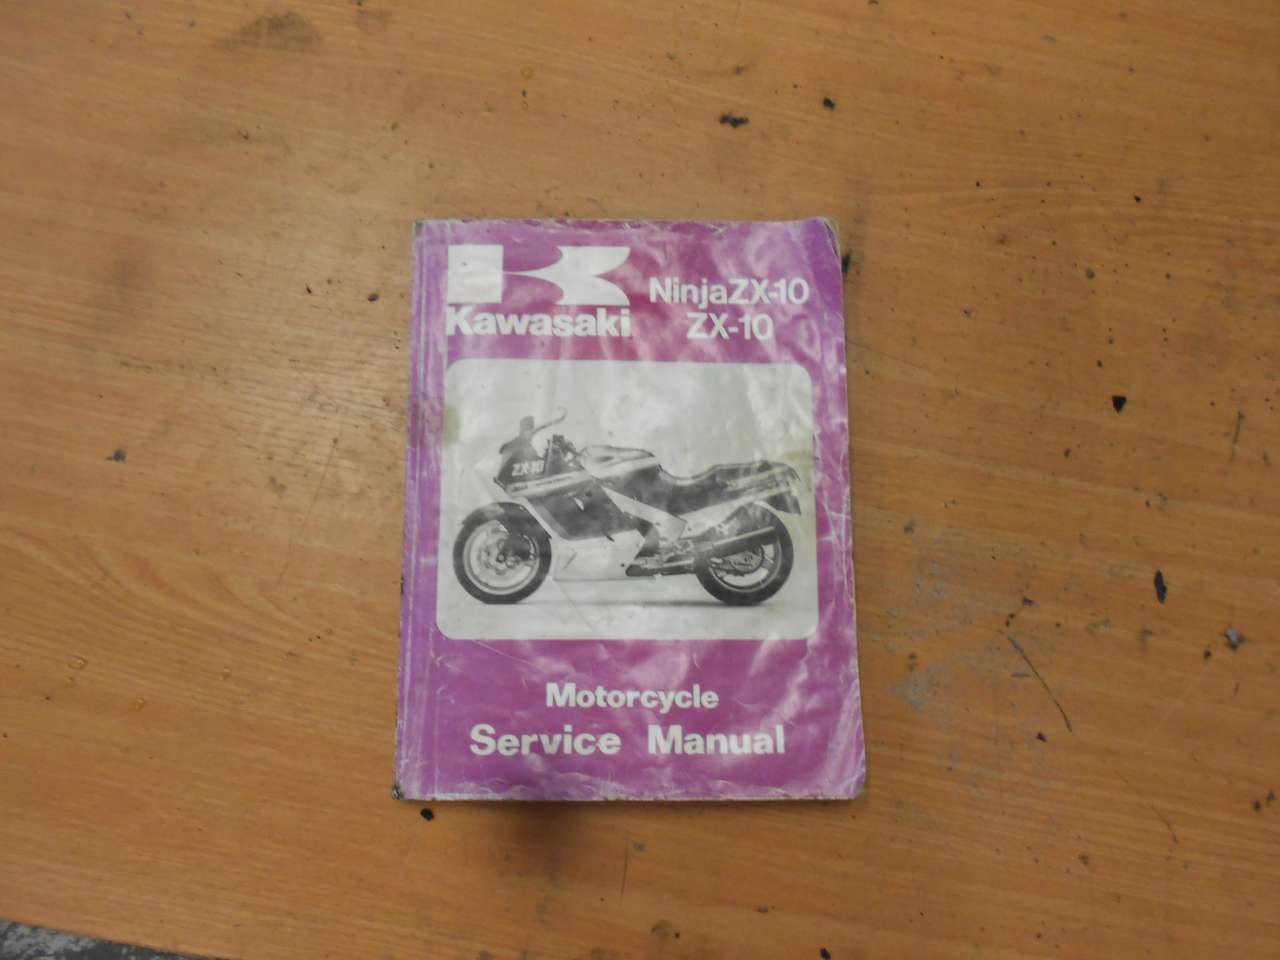 Kawasaki
NinjaZX-10
ZX-10
ZX-10
Motorcycle
Service Manual